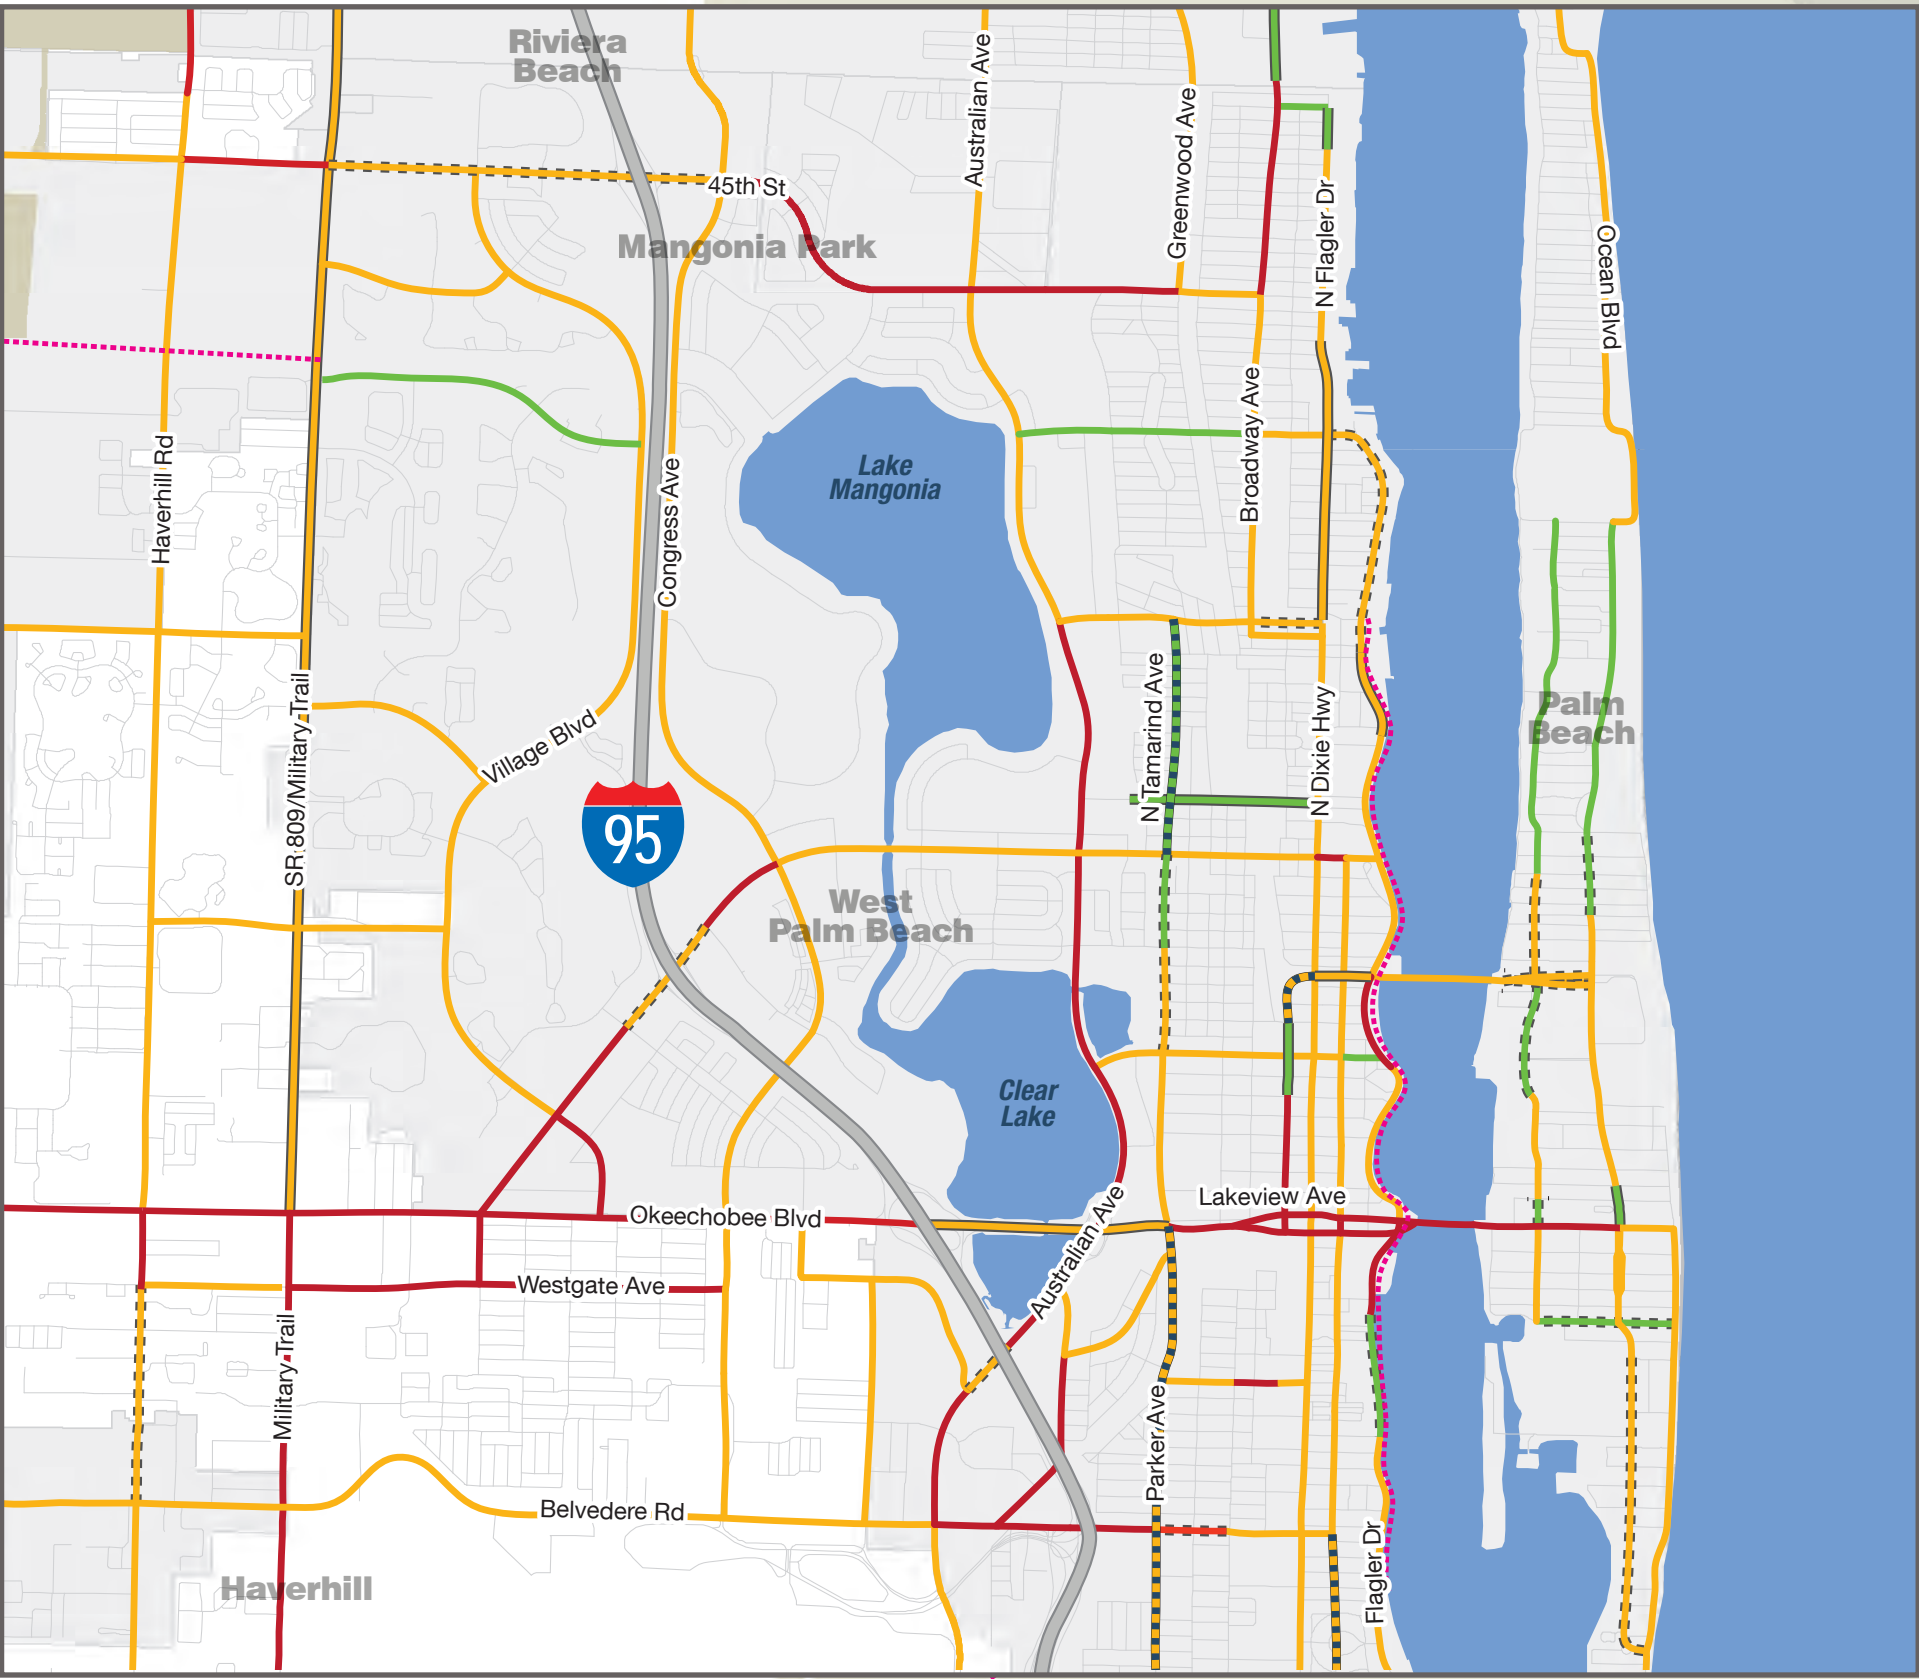 Riviera
Beach
Australian Ave
Greenwood Ave
45th St
N Flagler Dr
Mangonia Park
Ocean Blvd
Haverhill Rd
Congress Ave
Lake
Mangonia
Broadway Ave
N Tamarind Ave
N Dixie Hwy
Palm
Beach
SR 809/Military Trail
Village Blvd
95
West
Palm Beach
Clear
Lake
Lakeview Ave
Okeechobee Blvd
Australian Ave
Westgate Ave
Military Trail
Parker Ave
Belvedere Rd
Flagler Dr
Haverhill